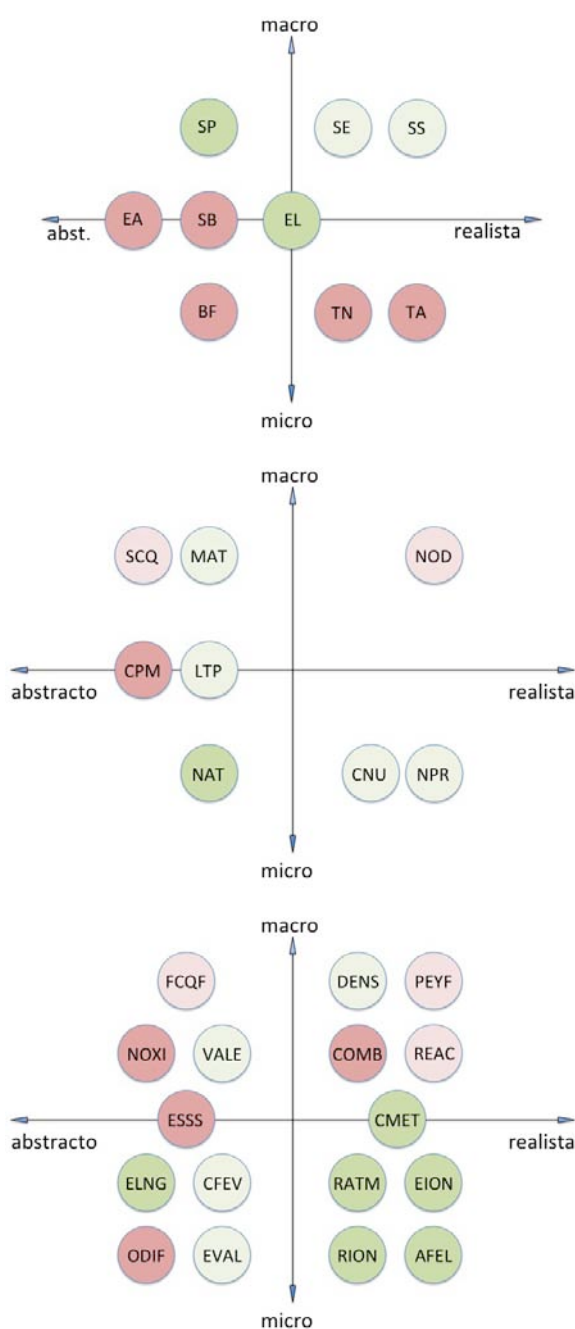 macro
SP SE SS
EA SB EL
abst. realista
BF TN TA
micro
macro
SCQ MAT NOD
CPM LTP
abstracto realista
NAT CNU NPR
micro
macro
FCQF DENS PEYF
NOXI VALE COMB REAC
ESSS CMET
abstracto realista
ELNG CFEV RATM EION
ODIF EVAL RION AFEL
micro